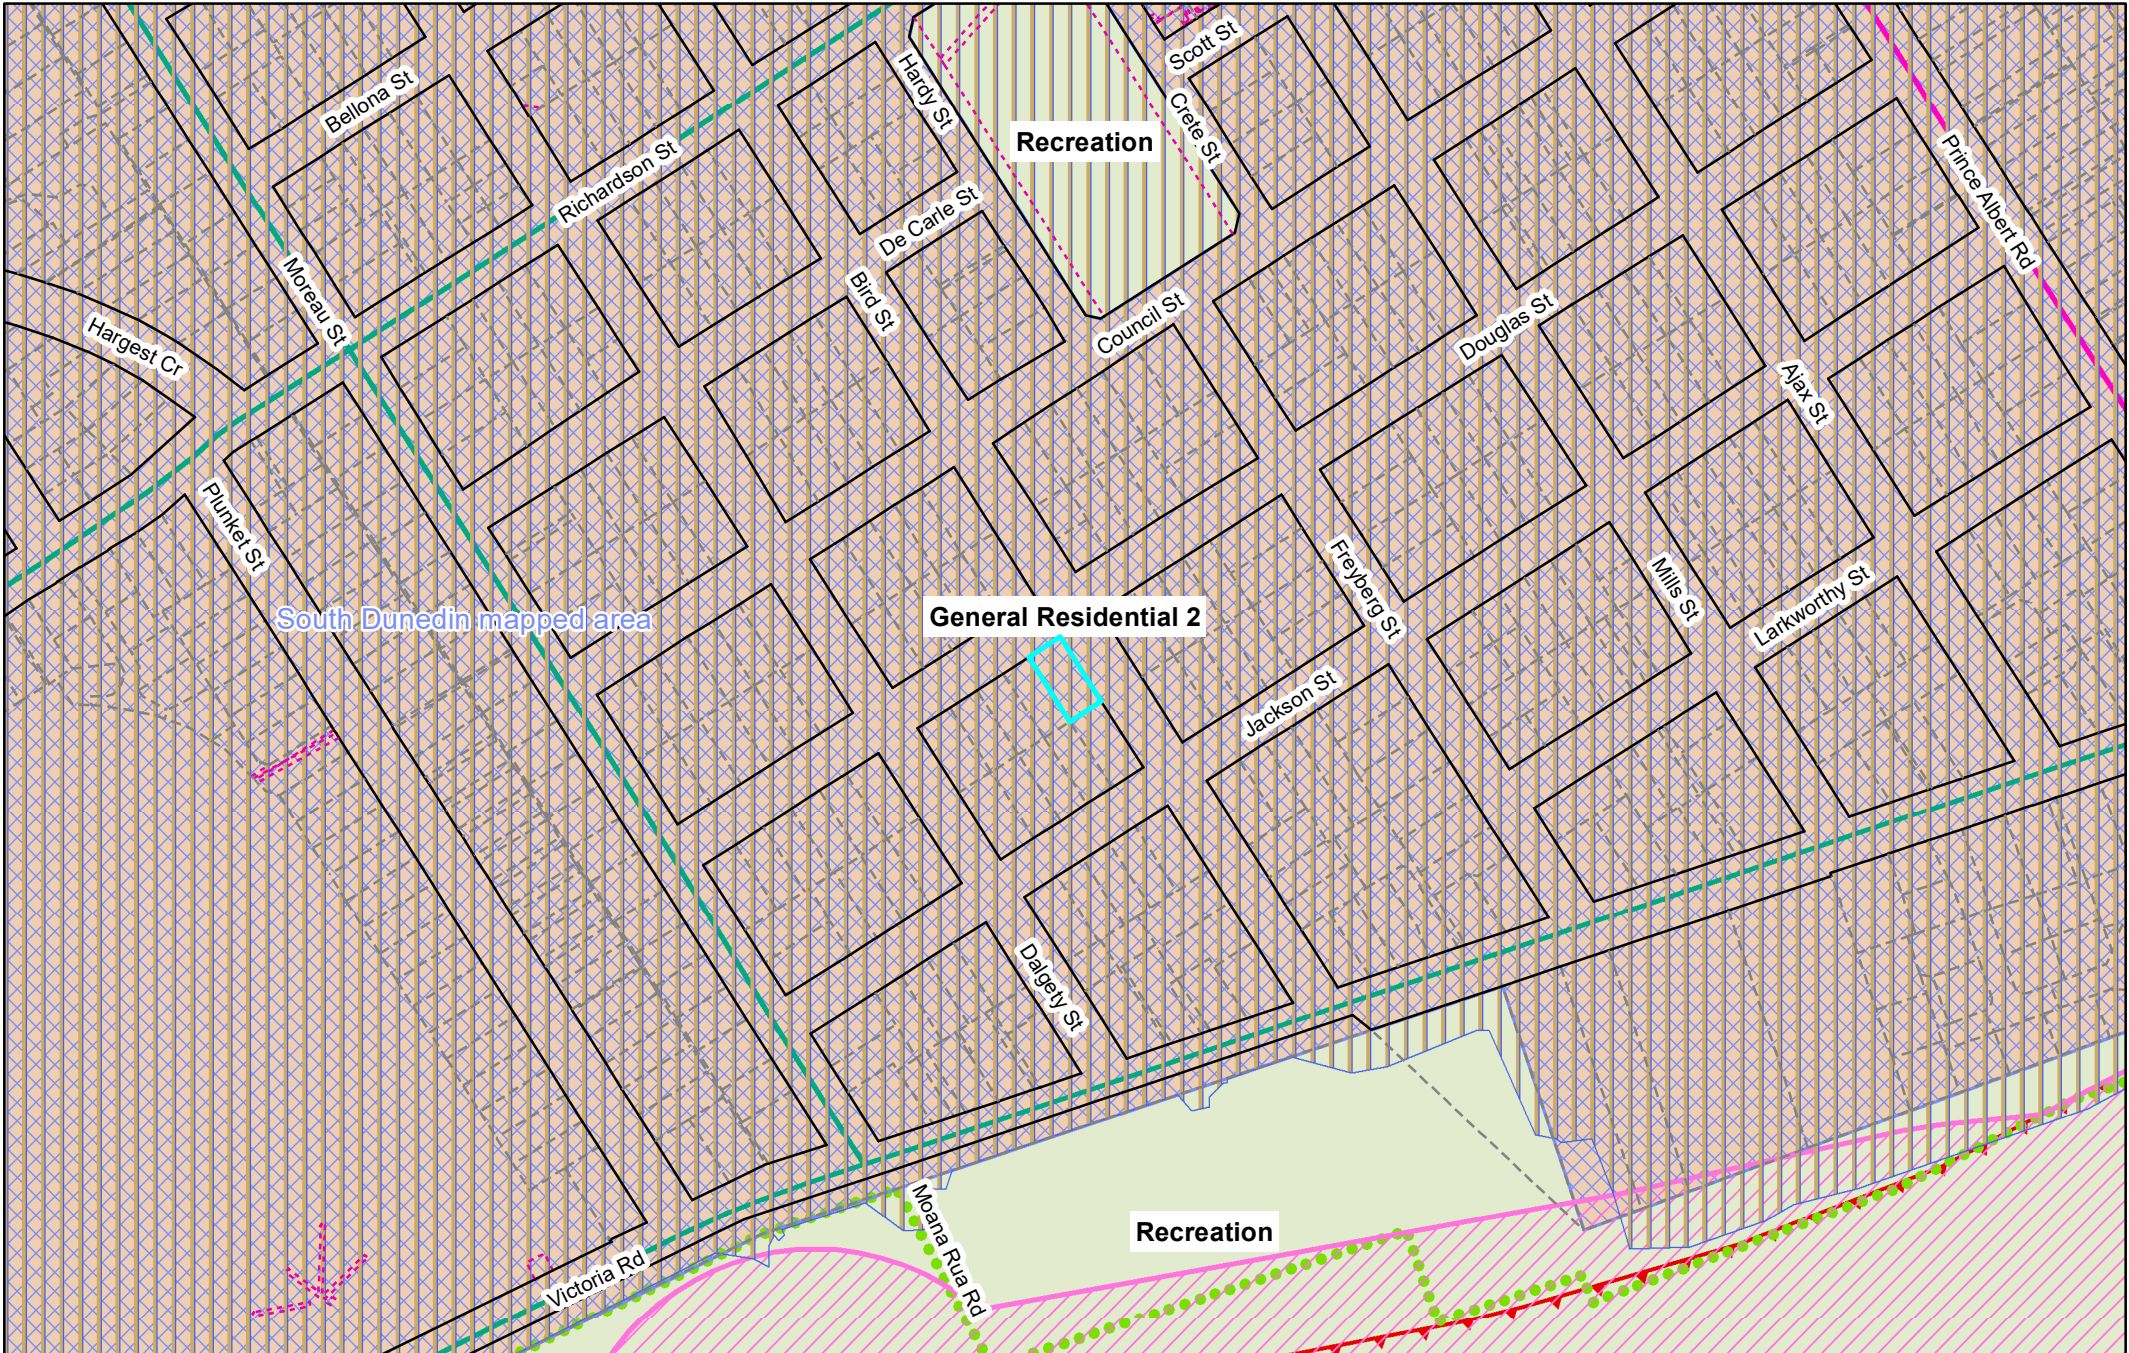 Scott St
Bellona St
Hardy St
Crete St
Recreation
Richardson St
Prince Albert Rd
De Carle St
Moreau St
Bird St
Council St
Douglas St
Hargest Cr
Ajax St
Plunket St
Freyberg St
Mills St
Larkworthy St
South Dunedin mapped area
General Residential 2
Jackson St
Dalgety St
Moana Rua Rd
Recreation
Victoria Rd